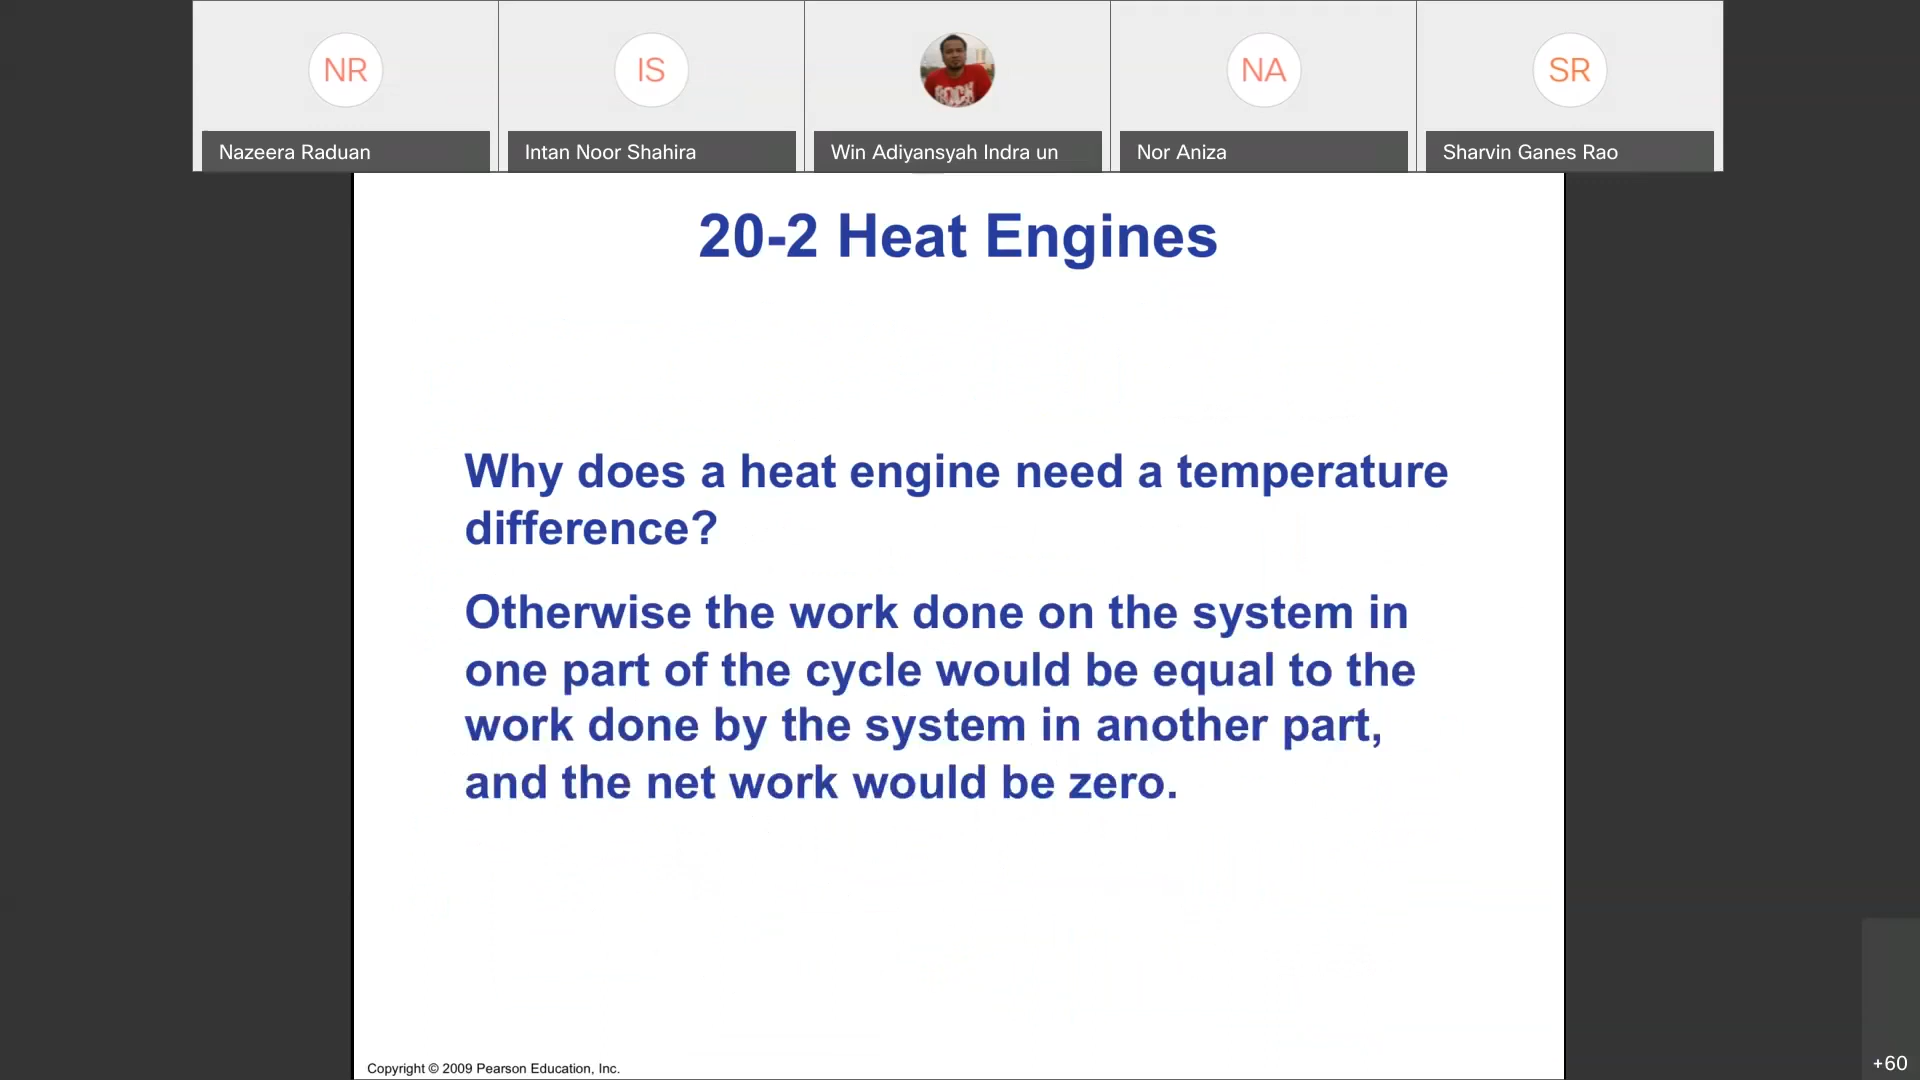 NR
IS
NA
SR
Nazeera Raduan
Intan Noor Shahira
Win Adiyansyah Indra un
Nor Aniza
Sharvin Ganes Rao
20-2 Heat Engines
Why does a heat engine need a temperature
difference?
Otherwise the work done on the system in
one part of the cycle would be equal to the
work done by the system in another part,
and the net work would be zero.
Copyright © 2009 Pearson Education, Inc.
+60